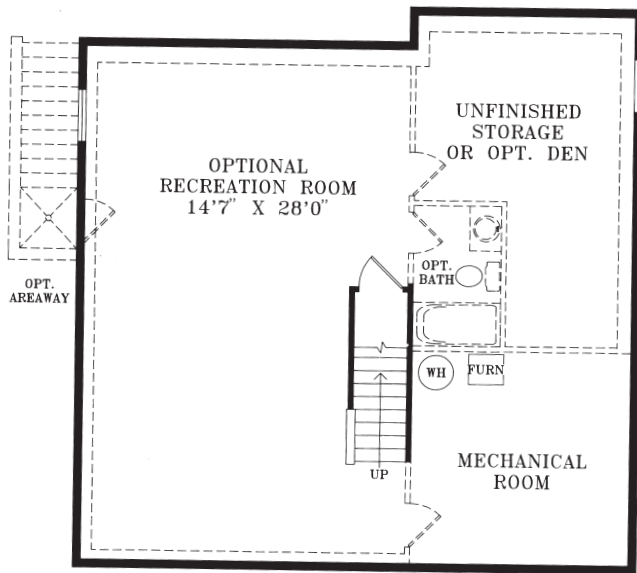 UNFINISHED
STORAGE
OR OPT. DEN
OPTIONAL
RECREATION ROOM
14'7" X 28'0"
OPT.
BATH
OPT.
AREAWAY
WH
FURN
UP
MECHANICAL
ROOM